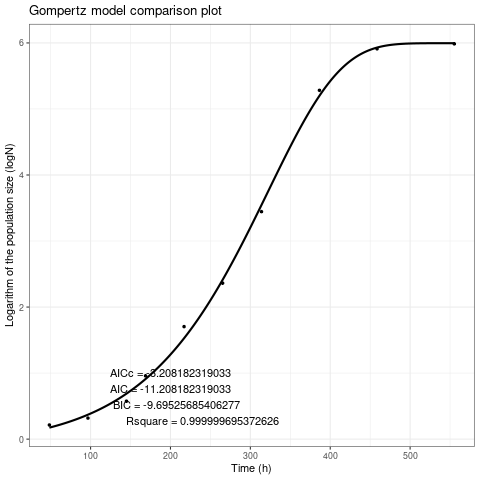 Gompertz model comparison plot
Logarithm of the population size (logN)
6
4
2
0
AICc = -8.208182319033
AIC = -11.208182319033
BIC = -9.69525685406277
Rsquare = 0.999999695372626
100
200
300
400
500
Time (h)